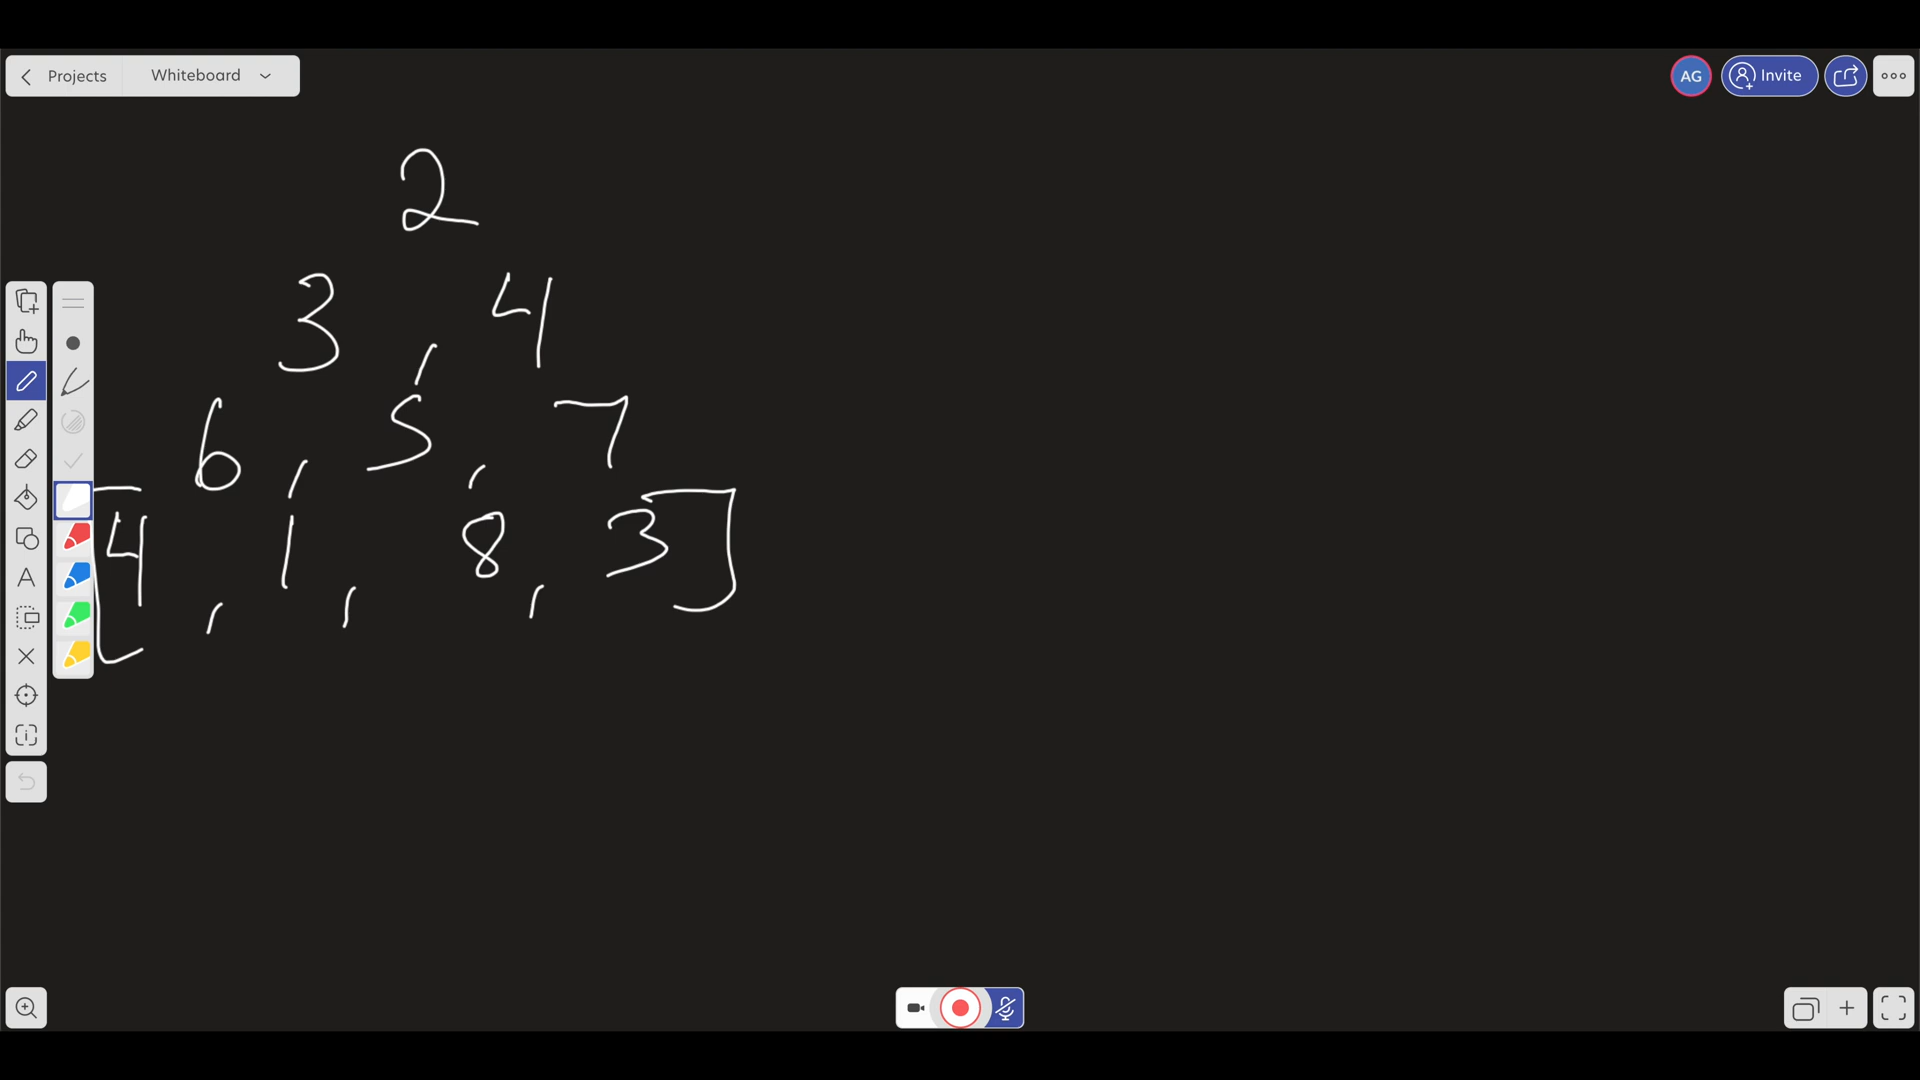 Projects Whiteboard
AG Invite
2
3, 4
6, 5, 7
[4, 1, 8, 3]
A